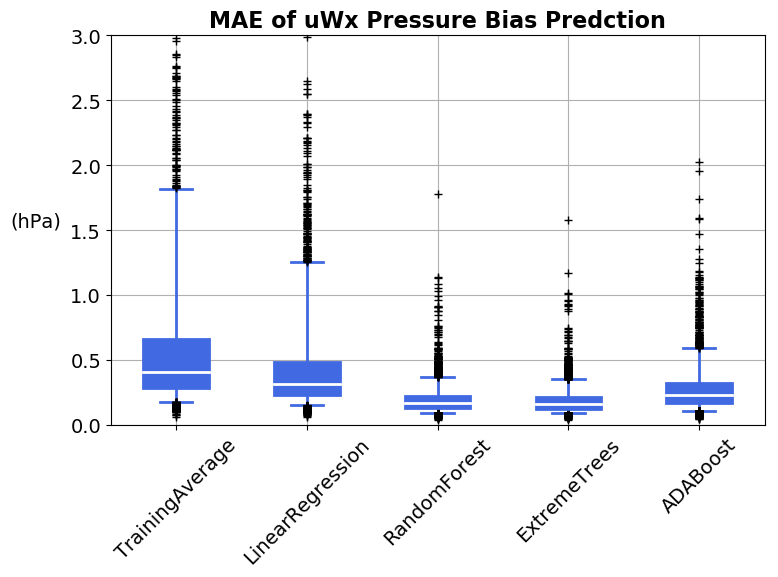 MAE of uWx Pressure Bias Predction
3.0
2.5
2.0
(hPa)
1.5
1.0
0.5
0.0
TrainingAverage
LinearRegression
RandomForest
ExtremeTrees
ADABoost